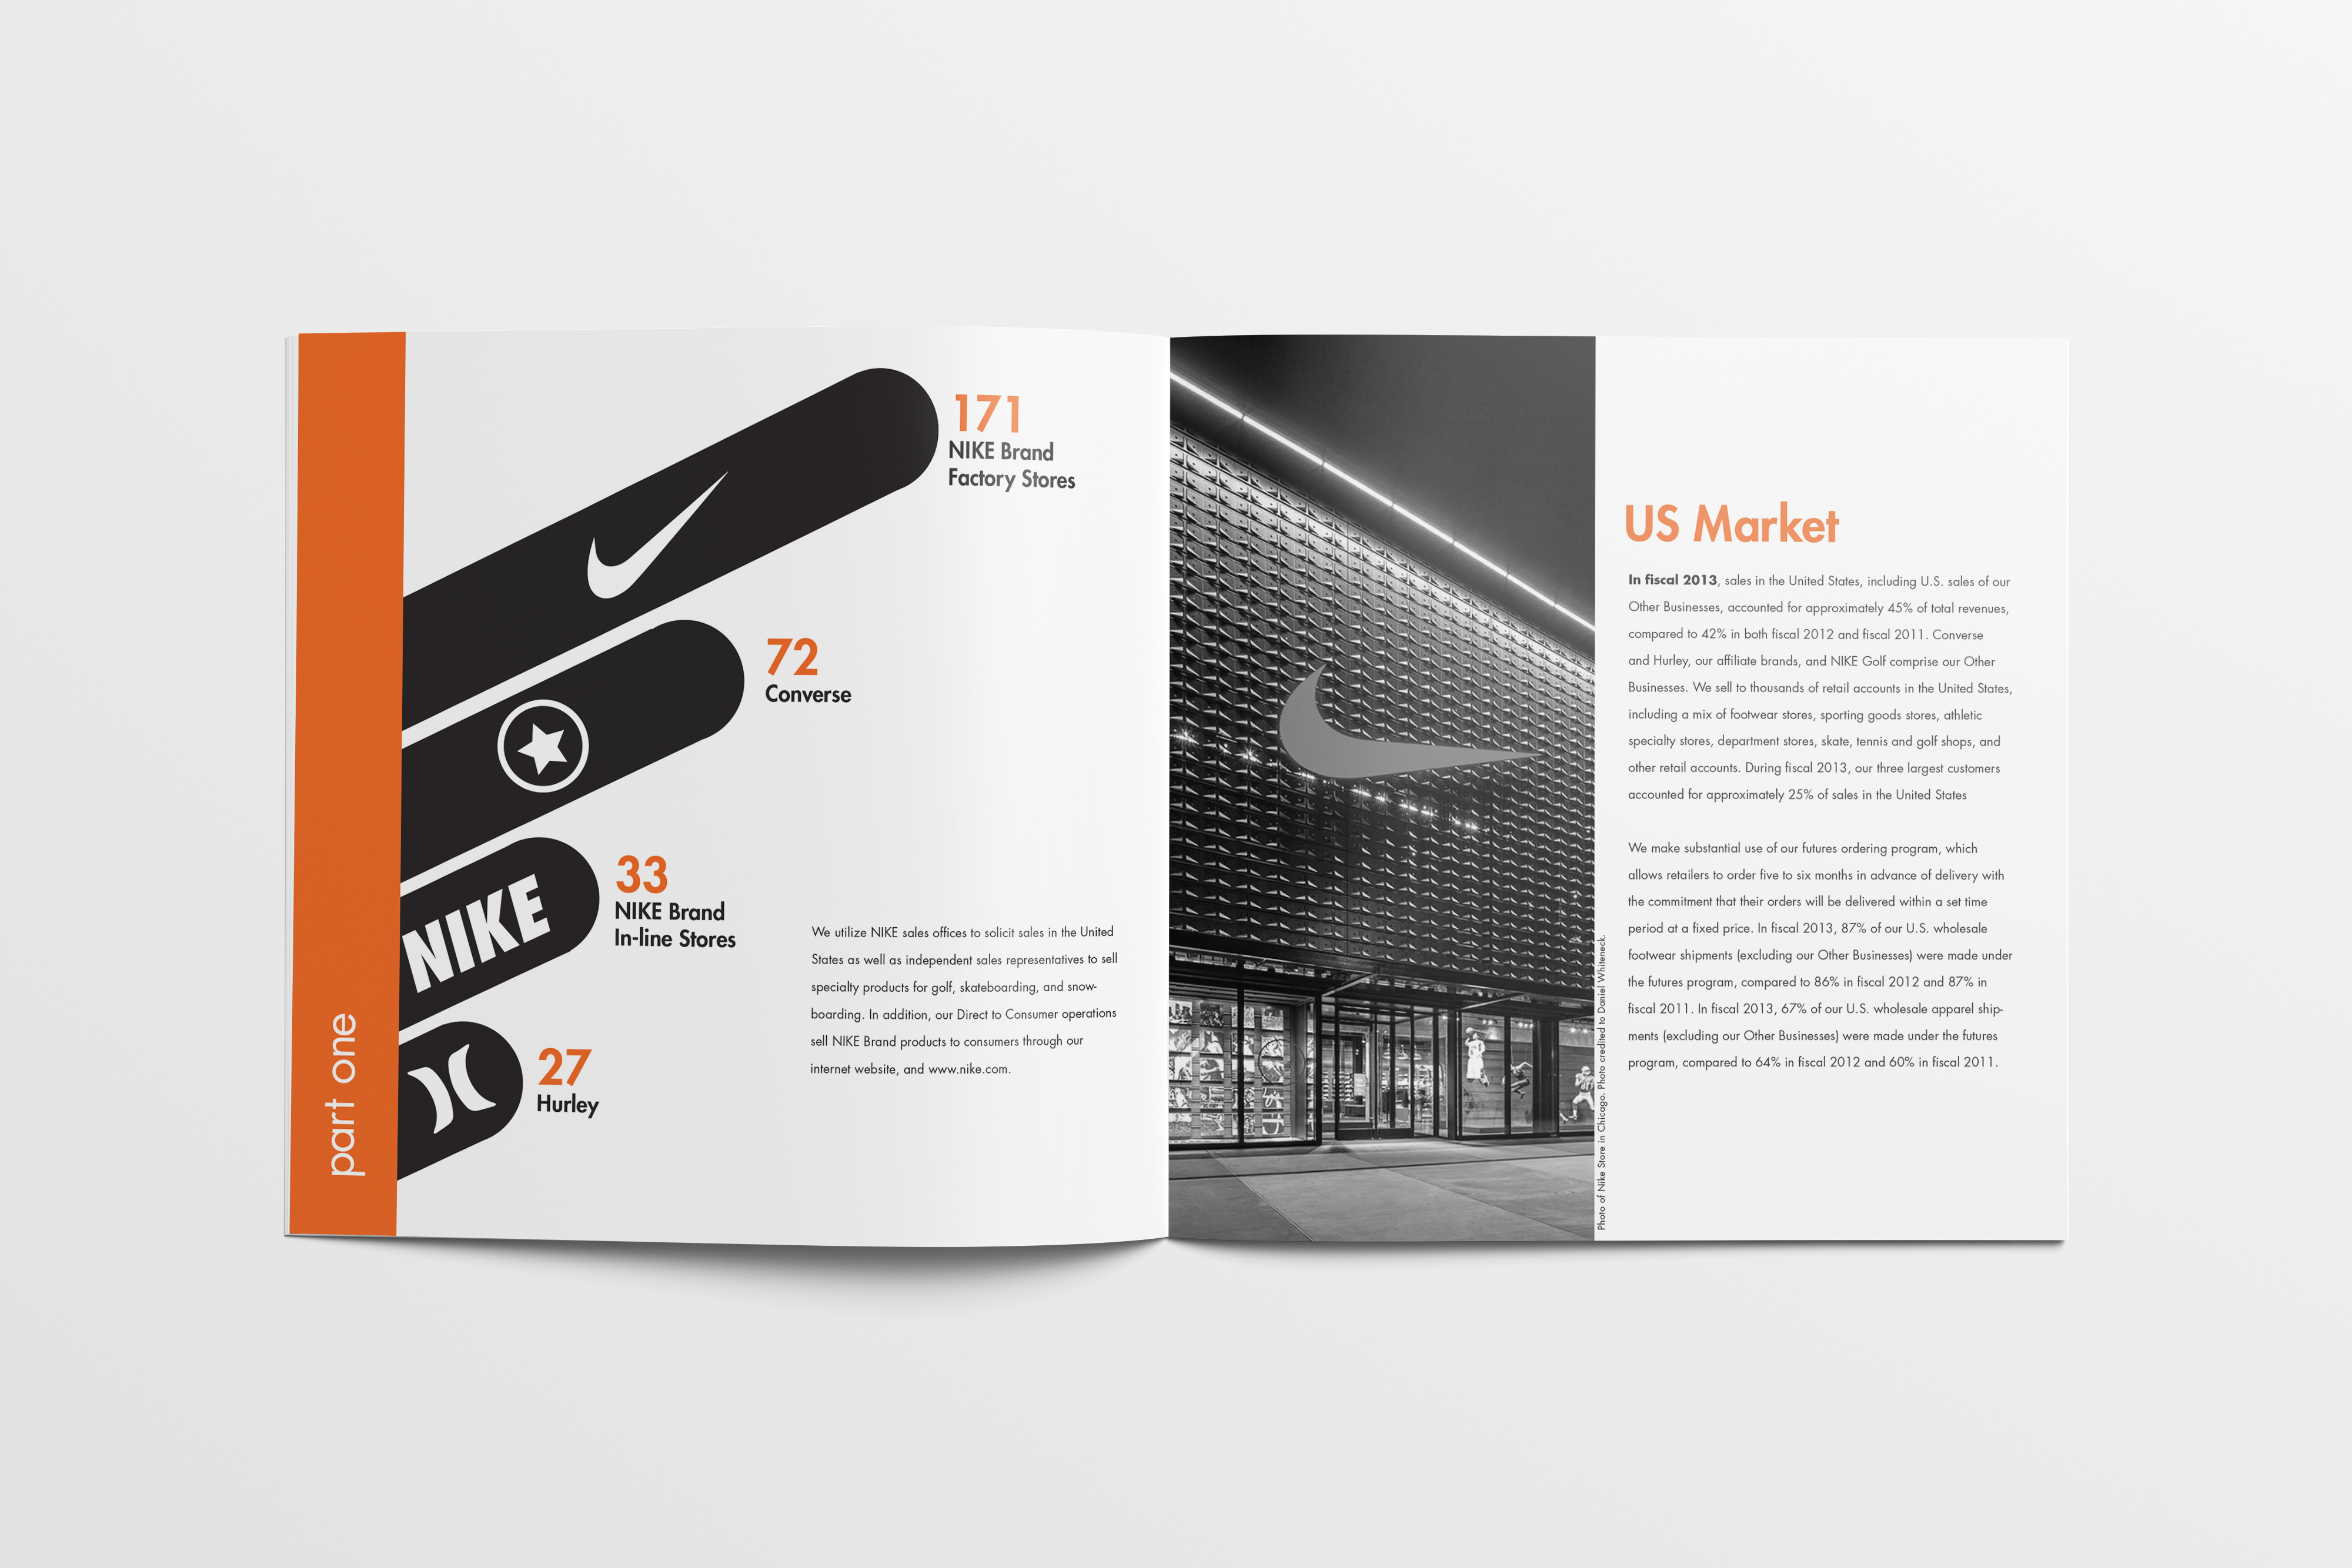 171
NIKE Brand
Factory Stores
72
Converse
NIKE
33
NIKE Brand
In-line Stores
27
Hurley
part one
We utilize NIKE sales offices to solicit sales in the United
States as well as independent sales representatives to sell
specialty products for golf, skateboarding, and snow-
boarding. In addition, our Direct to Consumer operations
sell NIKE Brand products to consumers through our
internet website, and www.nike.com.
Photo of Nike Store in Chicago. Photo credited to Daniel Whiteneck.
US Market
In fiscal 2013, sales in the United States, including U.S. sales of our
Other Businesses, accounted for approximately 45% of total revenues,
compared to 42% in both fiscal 2012 and fiscal 2011. Converse
and Hurley, our affiliate brands, and NIKE Golf comprise our Other
Businesses. We sell to thousands of retail accounts in the United States,
including a mix of footwear stores, sporting goods stores, athletic
specialty stores, department stores, skate, tennis and golf shops, and
other retail accounts. During fiscal 2013, our three largest customers
accounted for approximately 25% of sales in the United States
We make substantial use of our futures ordering program, which
allows retailers to order five to six months in advance of delivery with
the commitment that their orders will be delivered within a set time
period at a fixed price. In fiscal 2013, 87% of our U.S. wholesale
footwear shipments (excluding our Other Businesses) were made under
the futures program, compared to 86% in fiscal 2012 and 87% in
fiscal 2011. In fiscal 2013, 67% of our U.S. wholesale apparel ship-
ments (excluding our Other Businesses) were made under the futures
program, compared to 64% in fiscal 2012 and 60% in fiscal 2011.